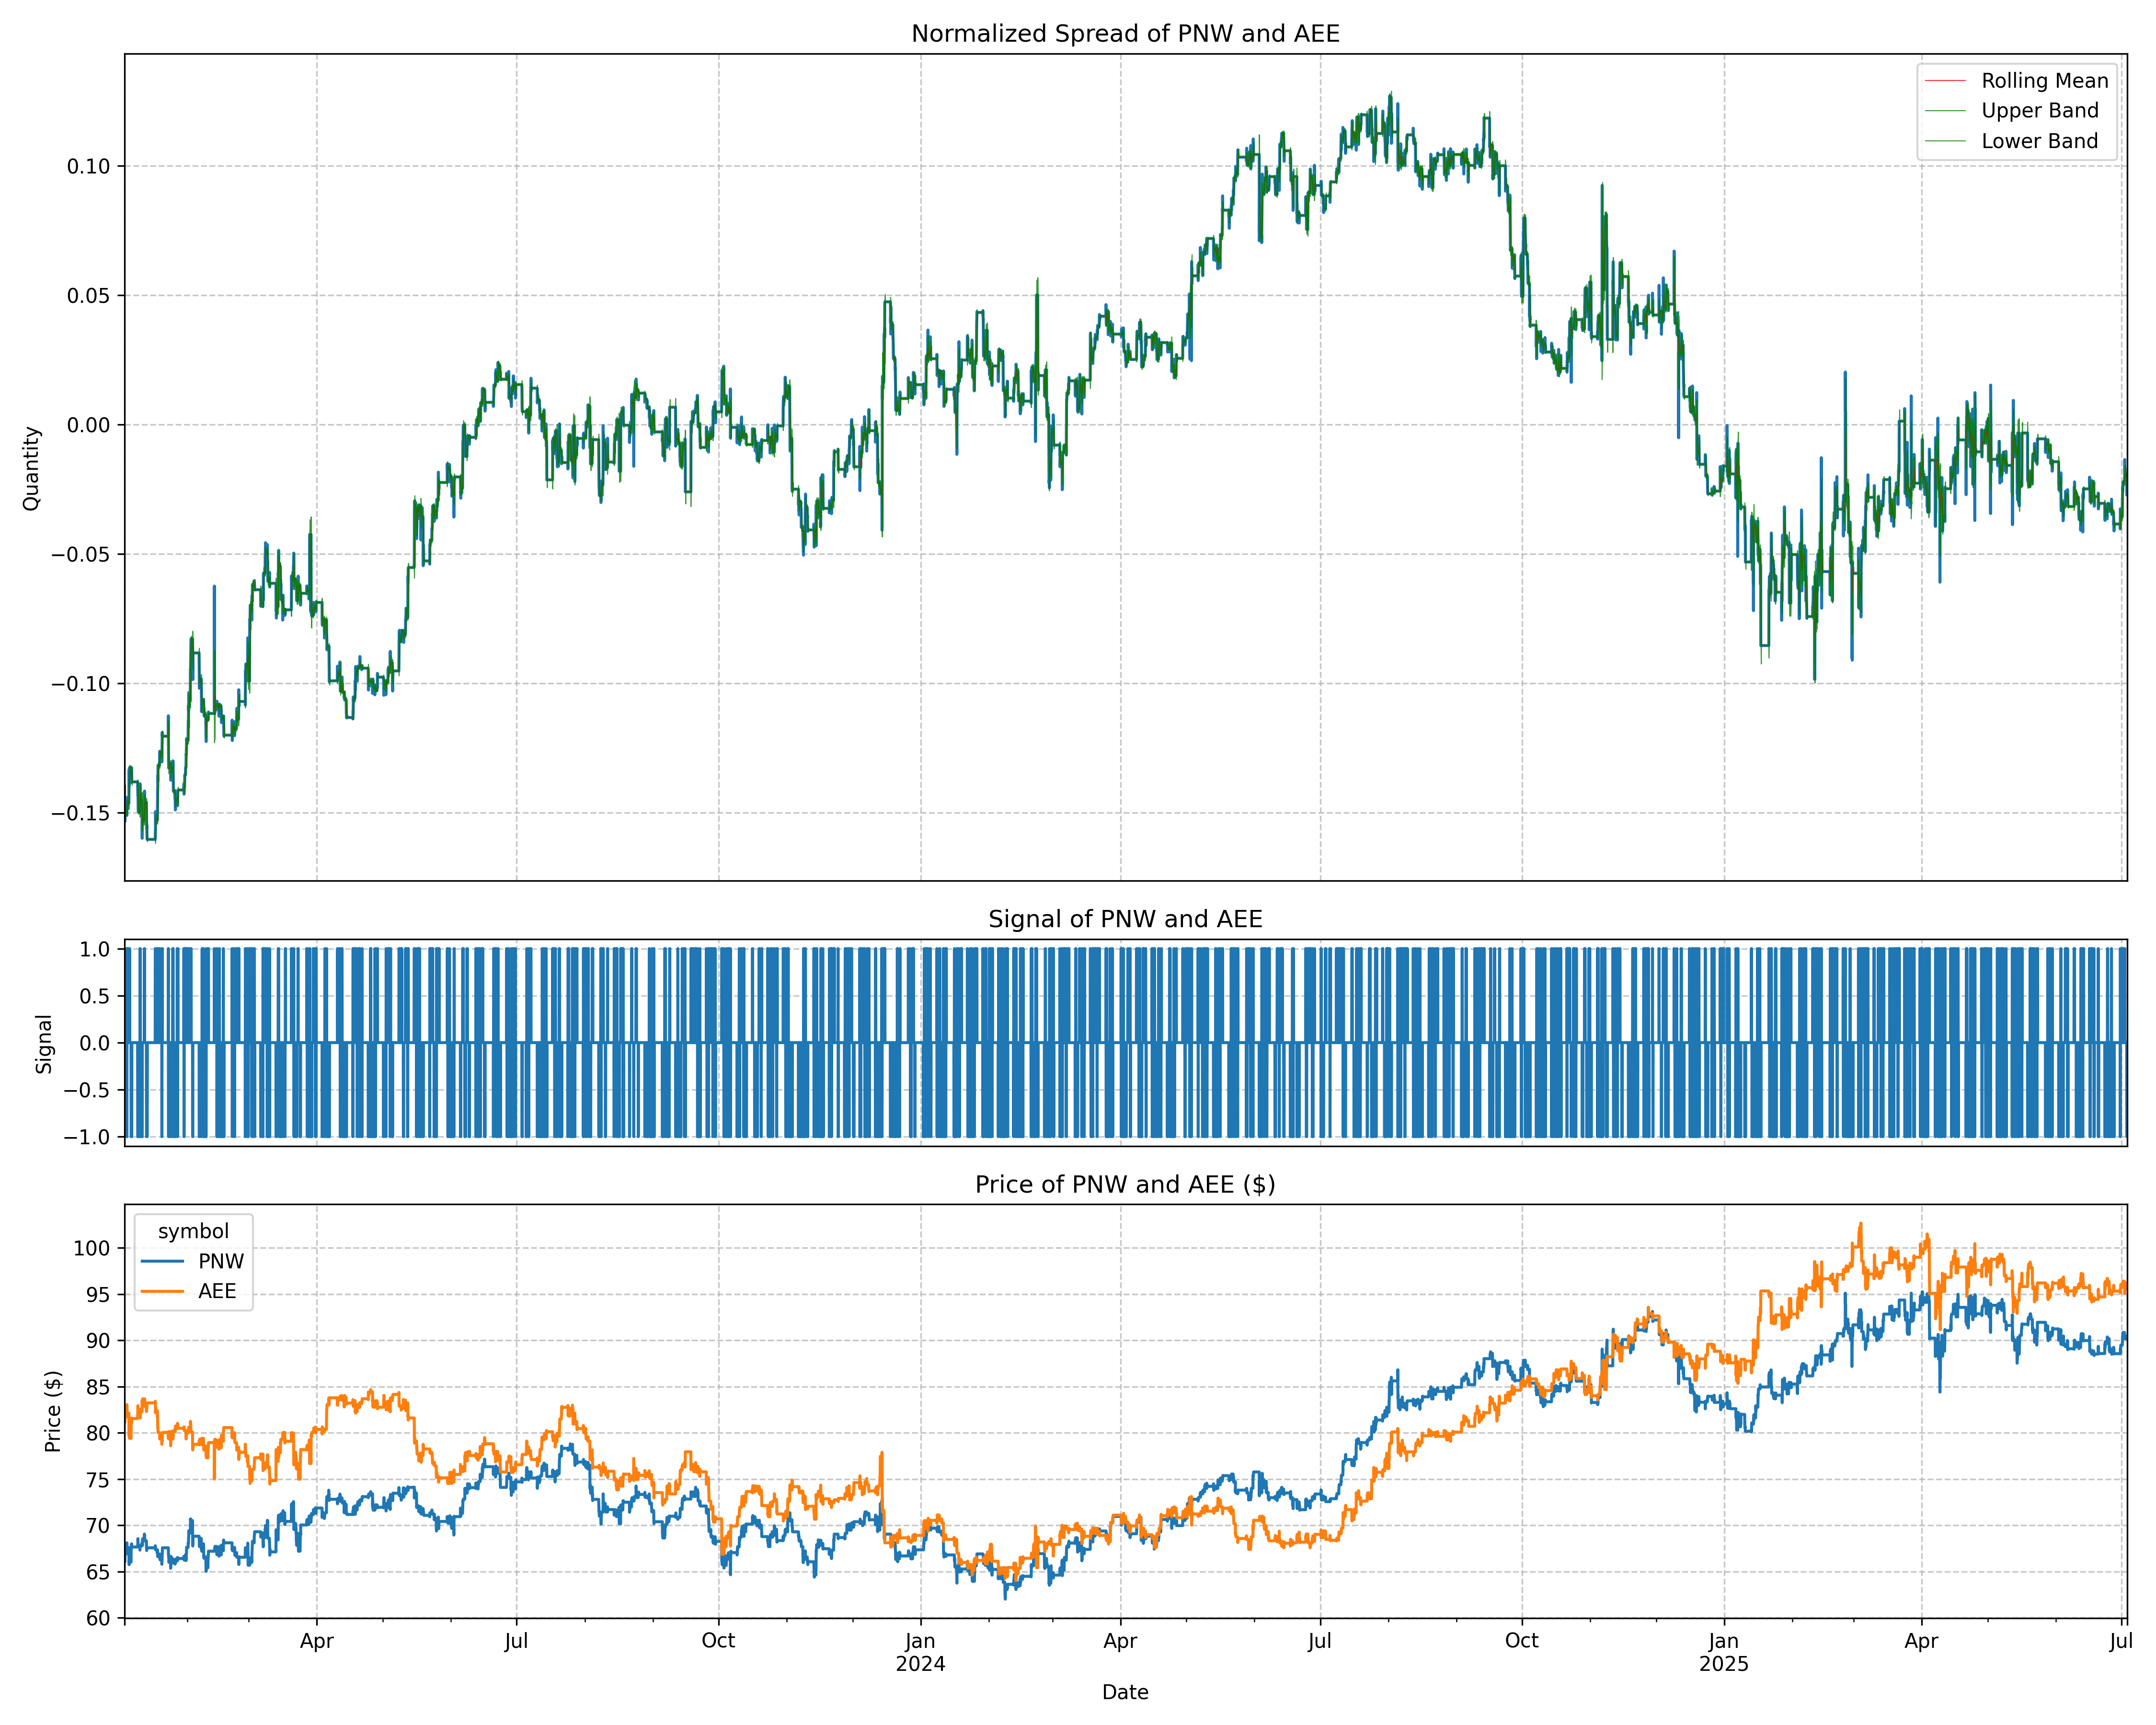 Normalized Spread of PNW and AEE
Rolling Mean
Upper Band
Lower Band
Quantity
0.10
0.05
0.00
−0.05
−0.10
−0.15
Signal of PNW and AEE
Signal
1.0
0.5
0.0
−0.5
−1.0
Price of PNW and AEE ($)
symbol
PNW
AEE
Price ($)
100
95
90
85
80
75
70
65
60
Apr
Jul
Oct
Jan
2024
Apr
Jul
Oct
Jan
2025
Apr
Jul
Date